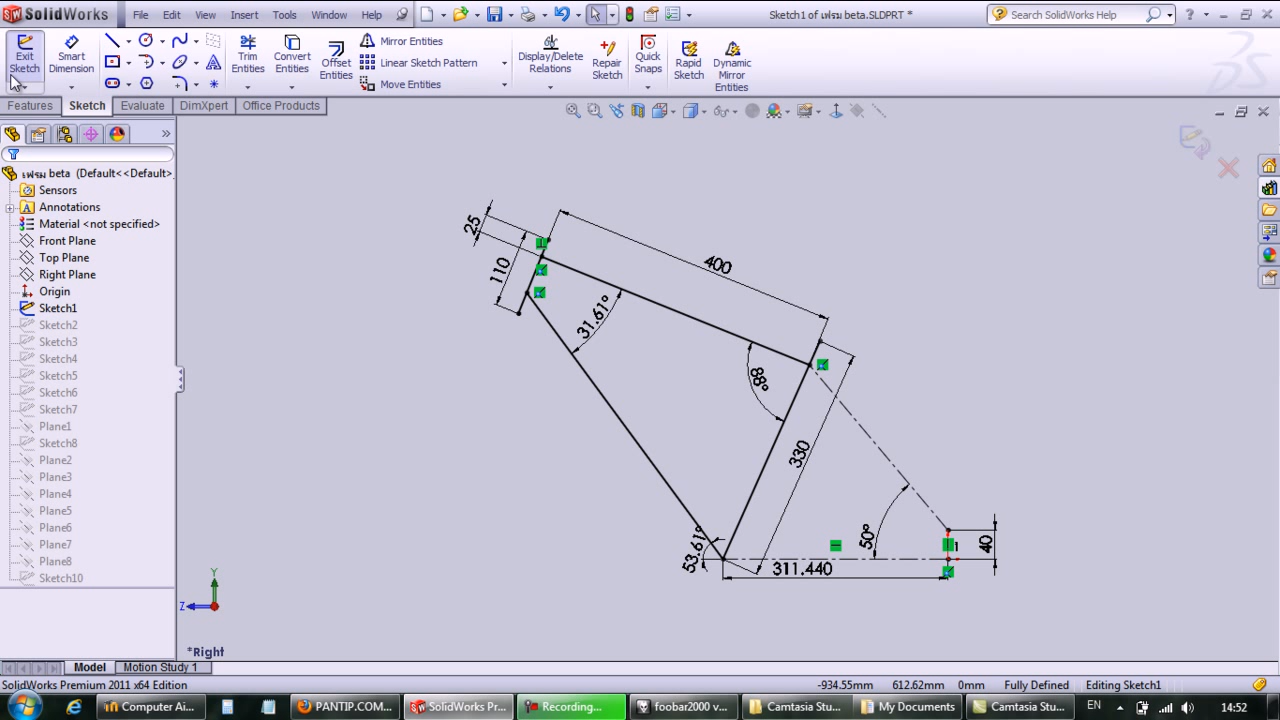 SolidWorks
File Edit View Insert Tools Window Help
Sketch1 of เฟรม beta.SLDPRT *
Search SolidWorks Help
Exit Sketch
Smart Dimension
Trim Entities
Convert Entities
Offset Entities
Mirror Entities
Linear Sketch Pattern
Move Entities
Display/Delete Relations
Repair Sketch
Quick Snaps
Rapid Sketch
Dynamic Mirror Entities
Features Sketch Evaluate DimXpert Office Products
เฟรม beta (Default<<Default>
Sensors
Annotations
Material <not specified>
Front Plane
Top Plane
Right Plane
Origin
Sketch1
Sketch2
Sketch3
Sketch4
Sketch5
Sketch6
Sketch7
Plane1
Sketch8
Plane2
Plane3
Plane4
Plane5
Plane6
Plane7
Plane8
Sketch10
25
110
400
31.61°
88°
330
53.61°
50°
311.440
40
1
Y
Z
*Right
Model Motion Study 1
SolidWorks Premium 2011 x64 Edition
-934.55mm 612.62mm 0mm Fully Defined Editing Sketch1
Computer Ai...
PANTIP.COM...
SolidWorks Pr...
Recording...
foobar2000 v...
Camtasia Stu...
My Documents
Camtasia Stu...
EN
14:52